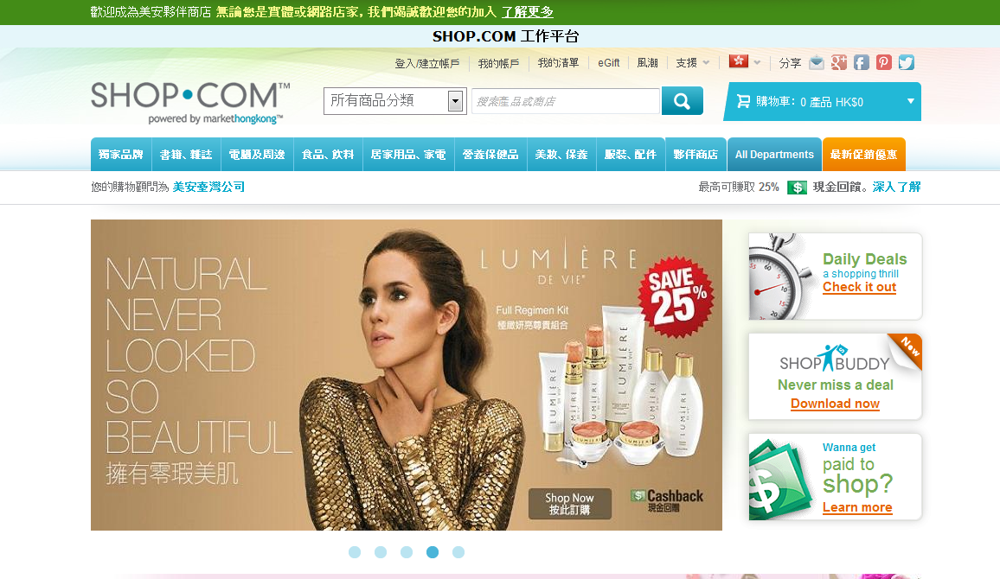 歡迎成為美安夥伴商店 無論您是實體或網路店家, 我們竭誠歡迎您的加入 了解更多
SHOP.COM 工作平台
登入/建立帳戶 我的帳戶 我的清單 eGift 風潮 支援 分享
SHOP•COM™
powered by markethongkong™
所有商品分類
搜索產品或商店
購物車: 0 產品 HK$0
獨家品牌 書籍、雜誌 電腦及周邊 食品、飲料 居家用品、家電 營養保健品 美妝、保養 服裝、配件 夥伴商店 All Departments 最新促銷優惠
您的購物顧問為 美安臺灣公司
最高可賺取 25% $ 現金回饋。深入了解
NATURAL
NEVER
LOOKED
SO
BEAUTIFUL
擁有零瑕美肌
LUMIÈRE
DE VIE®
SAVE
25%
Full Regimen Kit
極緻妍亮尊貴組合
LUMIÈRE
LUMIÈRE
LUMIÈRE
LUMIÈRE
LUMIÈRE
Shop Now
按此訂購
$ Cashback
現金回贈
Daily Deals
a shopping thrill
Check it out
New
SHOP BUDDY
Never miss a deal
Download now
Wanna get
paid to
shop?
Learn more